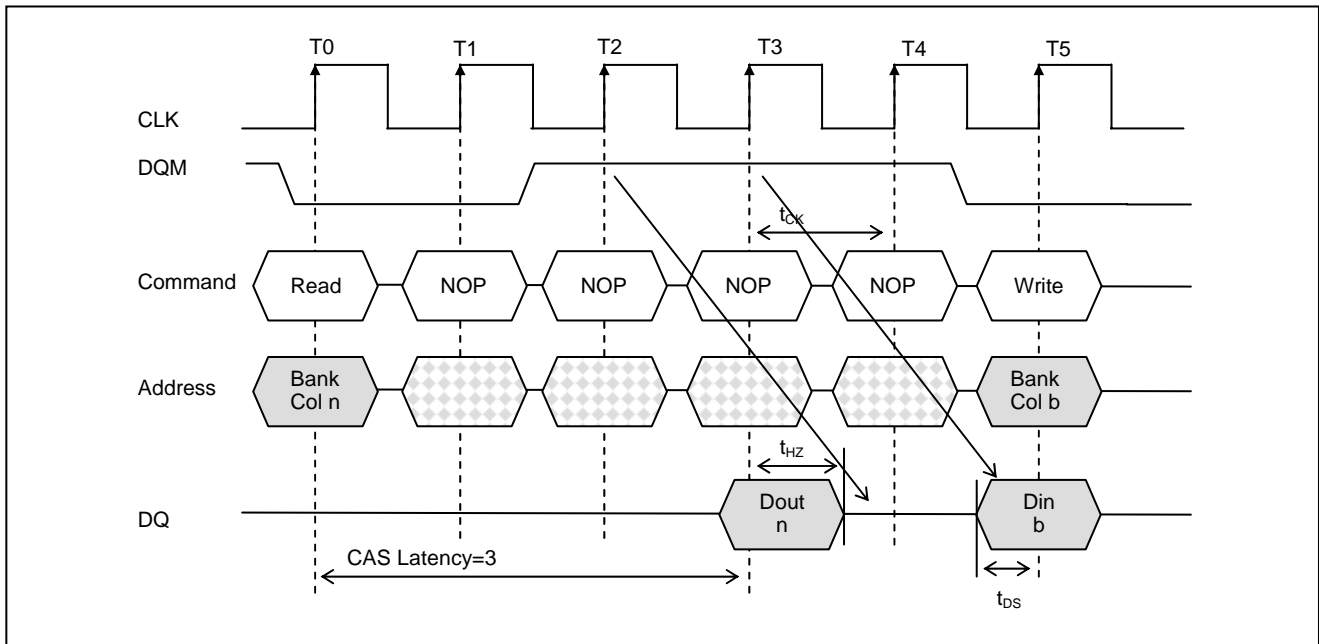 T0 T1 T2 T3 T4 T5
CLK
DQM
tCK
Command Read NOP NOP NOP NOP Write
Address Bank Col n Bank Col b
tHZ
DQ Dout n Din b
CAS Latency=3
tDS